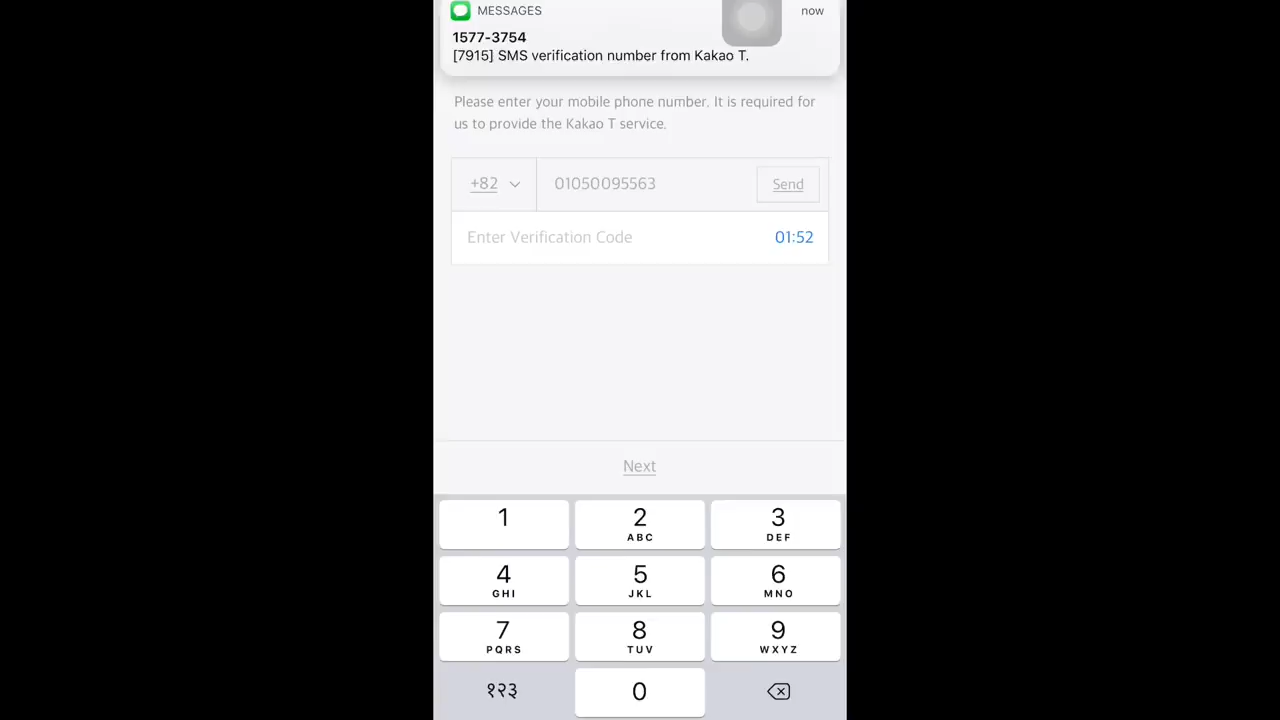 MESSAGES now
1577-3754
[7915] SMS verification number from Kakao T.
Please enter your mobile phone number. It is required for
us to provide the Kakao T service.
+82 01050095563 Send
Enter Verification Code 01:52
Next
1 2 3
ABC DEF
4 5 6
GHI JKL MNO
7 8 9
PQRS TUV WXYZ
१२३ 0